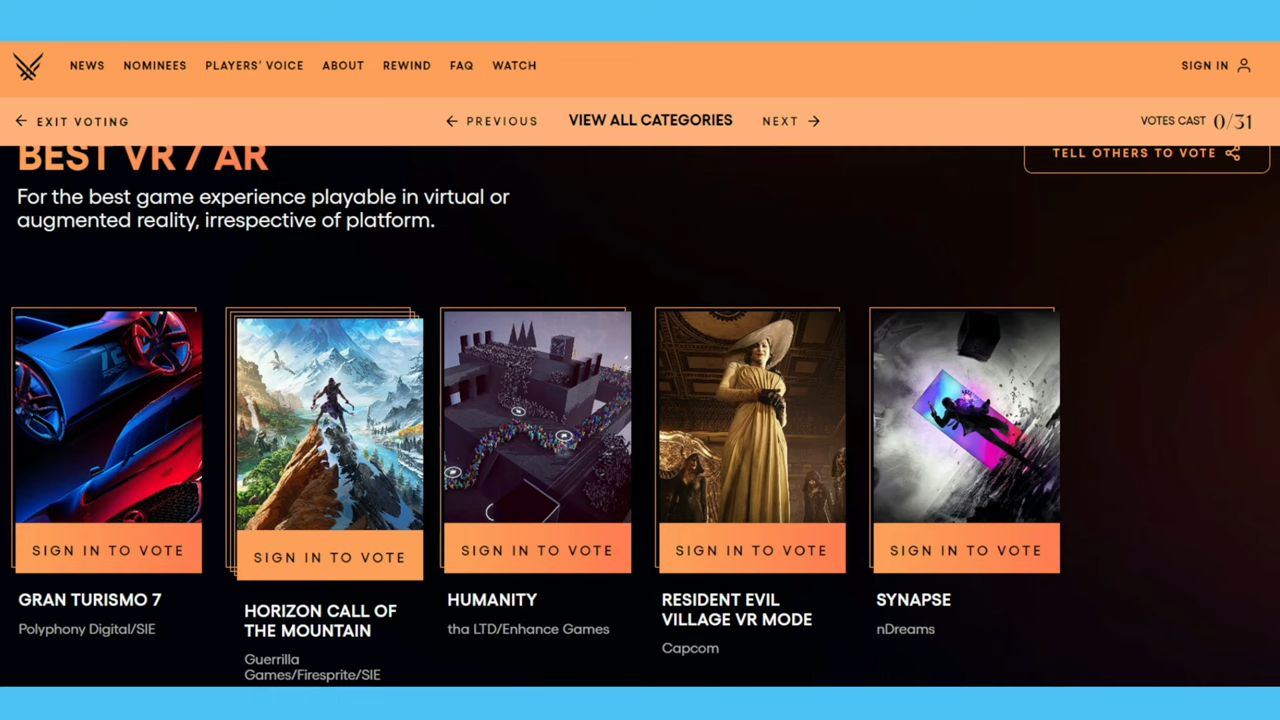 NEWS NOMINEES PLAYERS' VOICE ABOUT REWIND FAQ WATCH SIGN IN
EXIT VOTING PREVIOUS VIEW ALL CATEGORIES NEXT VOTES CAST 0/31
BEST VR / AR
TELL OTHERS TO VOTE
For the best game experience playable in virtual or
augmented reality, irrespective of platform.
SIGN IN TO VOTE
GRAN TURISMO 7
Polyphony Digital/SIE
SIGN IN TO VOTE
HORIZON CALL OF
THE MOUNTAIN
Guerrilla
Games/Firesprite/SIE
SIGN IN TO VOTE
HUMANITY
tha LTD/Enhance Games
SIGN IN TO VOTE
RESIDENT EVIL
VILLAGE VR MODE
Capcom
SIGN IN TO VOTE
SYNAPSE
nDreams